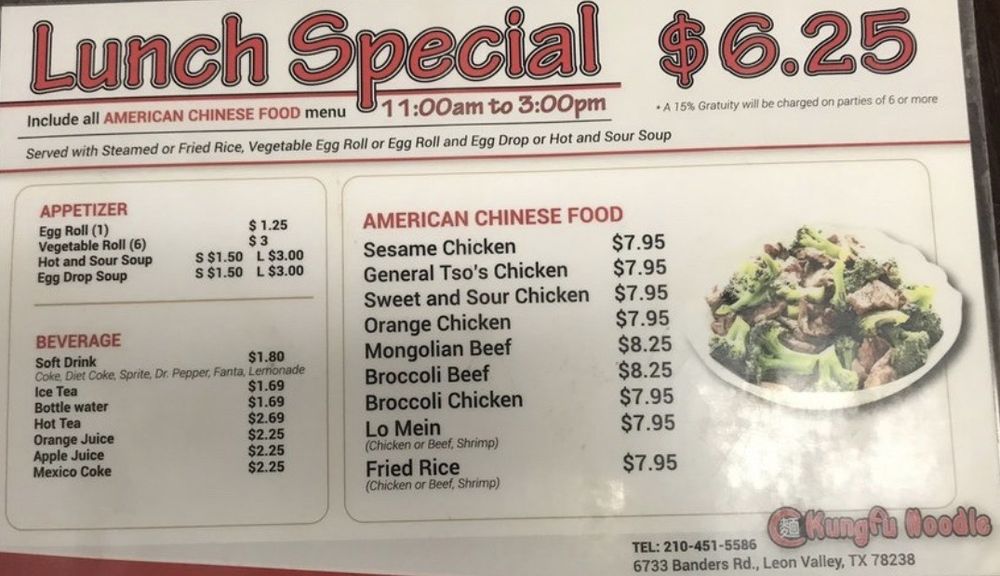 Lunch Special $6.25
Include all AMERICAN CHINESE FOOD menu 11:00am to 3:00pm
* A 15% Gratuity will be charged on parties of 6 or more
Served with Steamed or Fried Rice, Vegetable Egg Roll or Egg Roll and Egg Drop or Hot and Sour Soup
APPETIZER
Egg Roll (1) $ 1.25
Vegetable Roll (6) $ 3
Hot and Sour Soup S $1.50 L $3.00
Egg Drop Soup S $1.50 L $3.00
BEVERAGE
Soft Drink $1.80
Coke, Diet Coke, Sprite, Dr. Pepper, Fanta, Lemonade
Ice Tea $1.69
Bottle water $1.69
Hot Tea $2.69
Orange Juice $2.25
Apple Juice $2.25
Mexico Coke $2.25
AMERICAN CHINESE FOOD
Sesame Chicken $7.95
General Tso's Chicken $7.95
Sweet and Sour Chicken $7.95
Orange Chicken $7.95
Mongolian Beef $8.25
Broccoli Beef $8.25
Broccoli Chicken $7.95
Lo Mein $7.95
(Chicken or Beef, Shrimp)
Fried Rice $7.95
(Chicken or Beef, Shrimp)
麵 Kungfu Noodle
TEL: 210-451-5586
6733 Banders Rd., Leon Valley, TX 78238